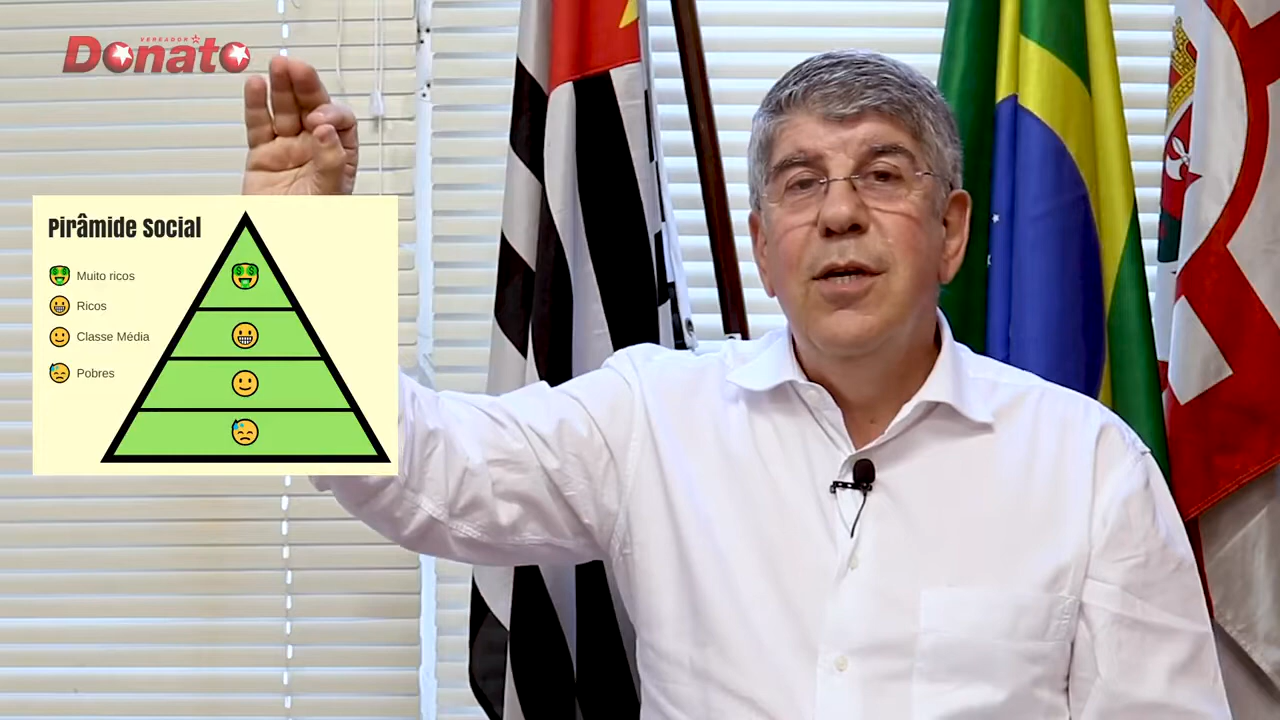 VEREADOR
Donato
Pirâmide Social
Muito ricos
Ricos
Classe Média
Pobres